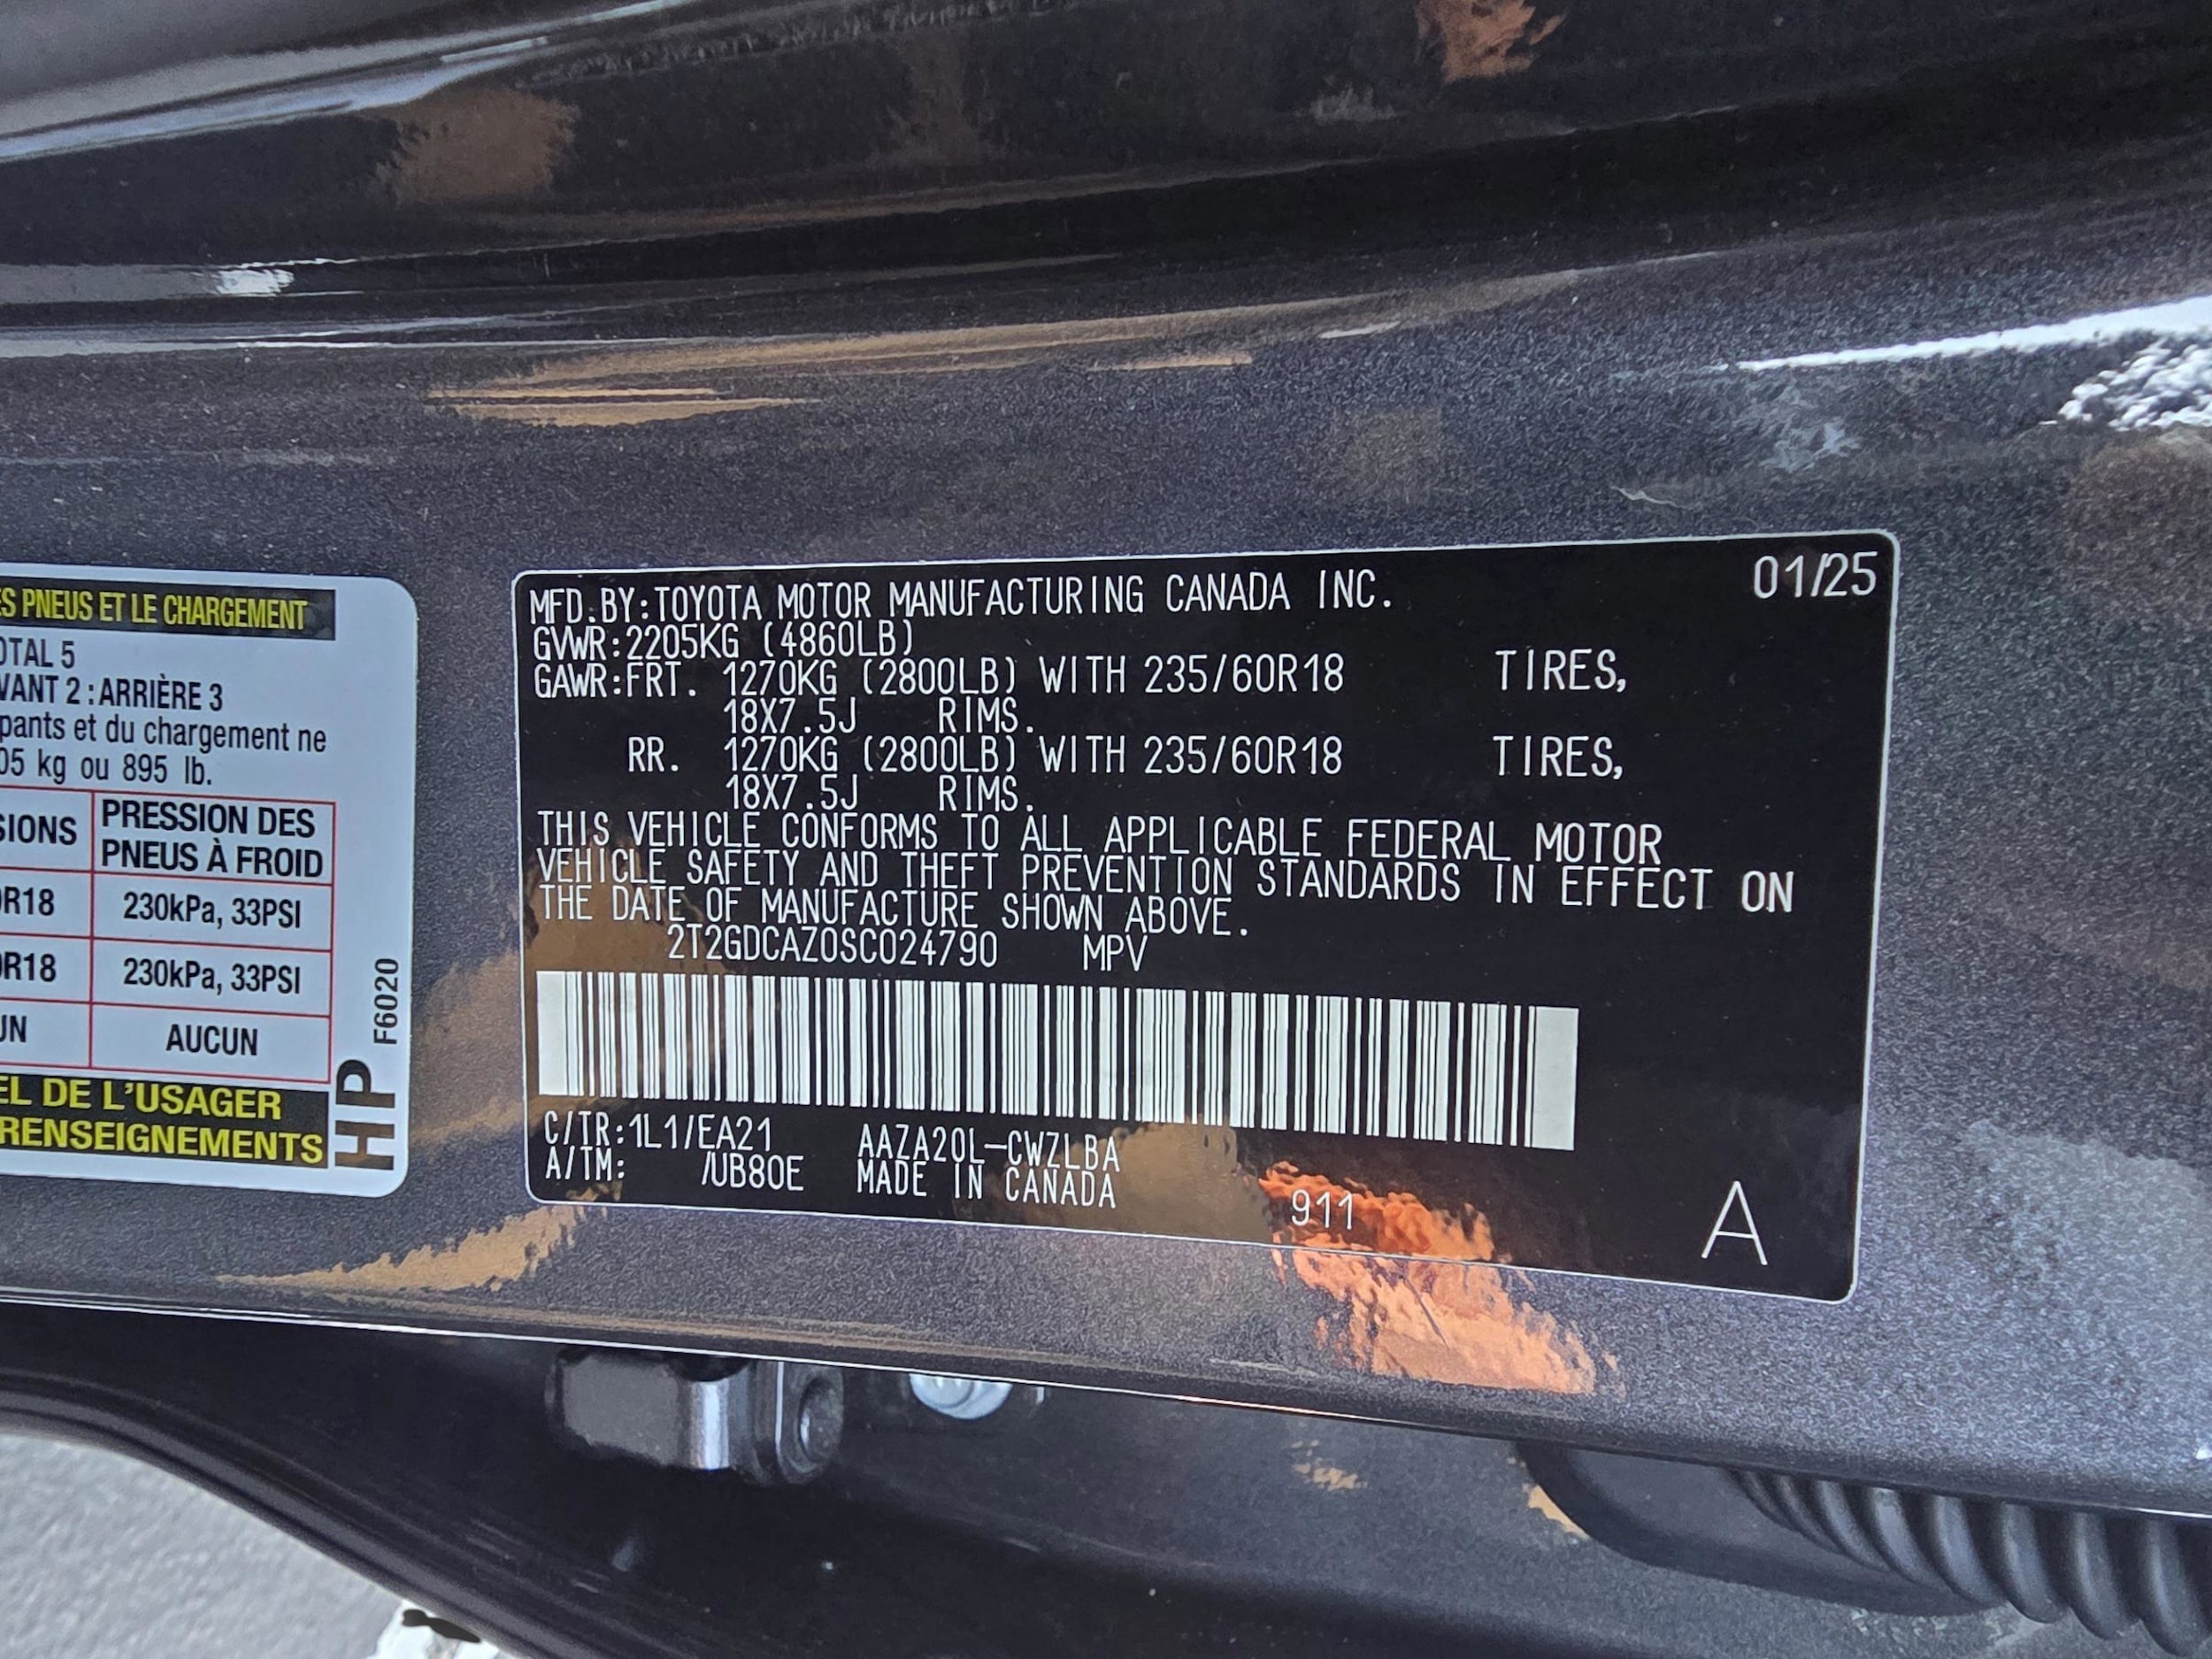 ES PNEUS ET LE CHARGEMENT
OTAL 5
VANT 2 : ARRIÈRE 3
pants et du chargement ne
05 kg ou 895 lb.
SIONS PRESSION DES
PNEUS À FROID
0R18 230kPa, 33PSI
0R18 230kPa, 33PSI
UN AUCUN
EL DE L'USAGER
RENSEIGNEMENTS
HP F6020
MFD.BY:TOYOTA MOTOR MANUFACTURING CANADA INC. 01/25
GVWR:2205KG (4860LB)
GAWR:FRT. 1270KG (2800LB) WITH 235/60R18 TIRES,
18X7.5J RIMS.
RR. 1270KG (2800LB) WITH 235/60R18 TIRES,
18X7.5J RIMS.
THIS VEHICLE CONFORMS TO ALL APPLICABLE FEDERAL MOTOR
VEHICLE SAFETY AND THEFT PREVENTION STANDARDS IN EFFECT ON
THE DATE OF MANUFACTURE SHOWN ABOVE.
2T2GDCAZ0SC024790 MPV
C/TR:1L1/EA21 AAZA20L-CWZLBA
A/TM: /UB80E MADE IN CANADA
911
A